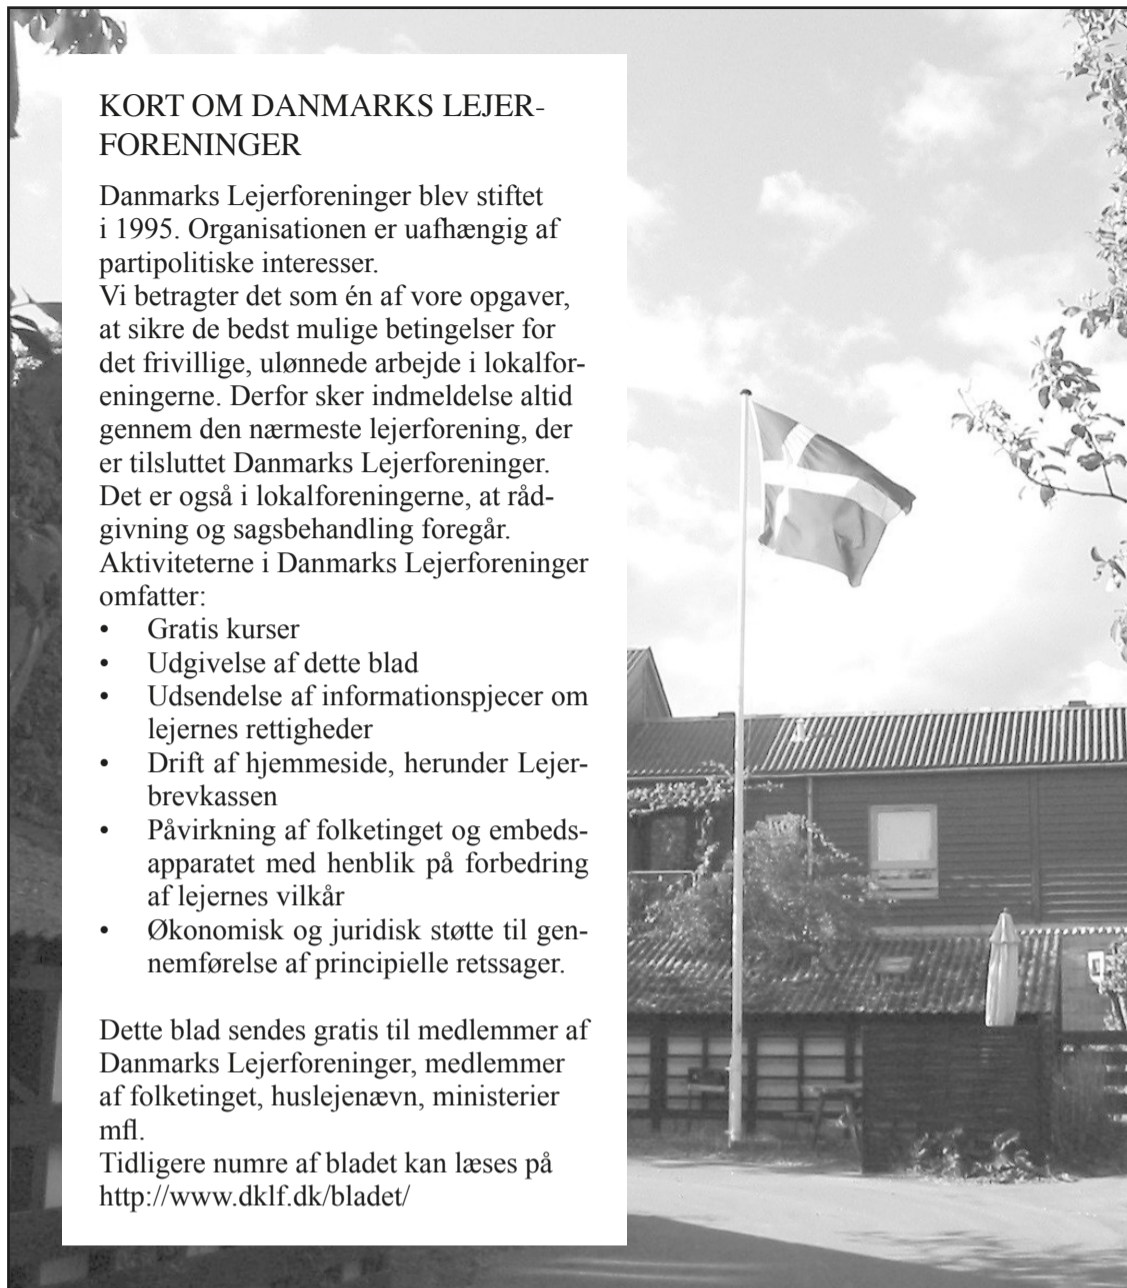 KORT OM DANMARKS LEJER-
FORENINGER
Danmarks Lejerforeninger blev stiftet
i 1995. Organisationen er uafhængig af
partipolitiske interesser.
Vi betragter det som én af vore opgaver,
at sikre de bedst mulige betingelser for
det frivillige, ulønnede arbejde i lokalfor-
eningerne. Derfor sker indmeldelse altid
gennem den nærmeste lejerforening, der
er tilsluttet Danmarks Lejerforeninger.
Det er også i lokalforeningerne, at råd-
givning og sagsbehandling foregår.
Aktiviteterne i Danmarks Lejerforeninger
omfatter:
• Gratis kurser
• Udgivelse af dette blad
• Udsendelse af informationspjecer om
lejernes rettigheder
• Drift af hjemmeside, herunder Lejer-
brevkassen
• Påvirkning af folketinget og embeds-
apparatet med henblik på forbedring
af lejernes vilkår
• Økonomisk og juridisk støtte til gen-
nemførelse af principielle retssager.
Dette blad sendes gratis til medlemmer af
Danmarks Lejerforeninger, medlemmer
af folketinget, huslejenævn, ministerier
mfl.
Tidligere numre af bladet kan læses på
http://www.dklf.dk/bladet/